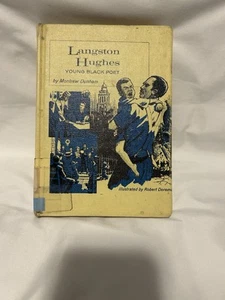 Langston
Hughes
YOUNG BLACK POET
by Montrew Dunham
Illustrated by Robert Doremus